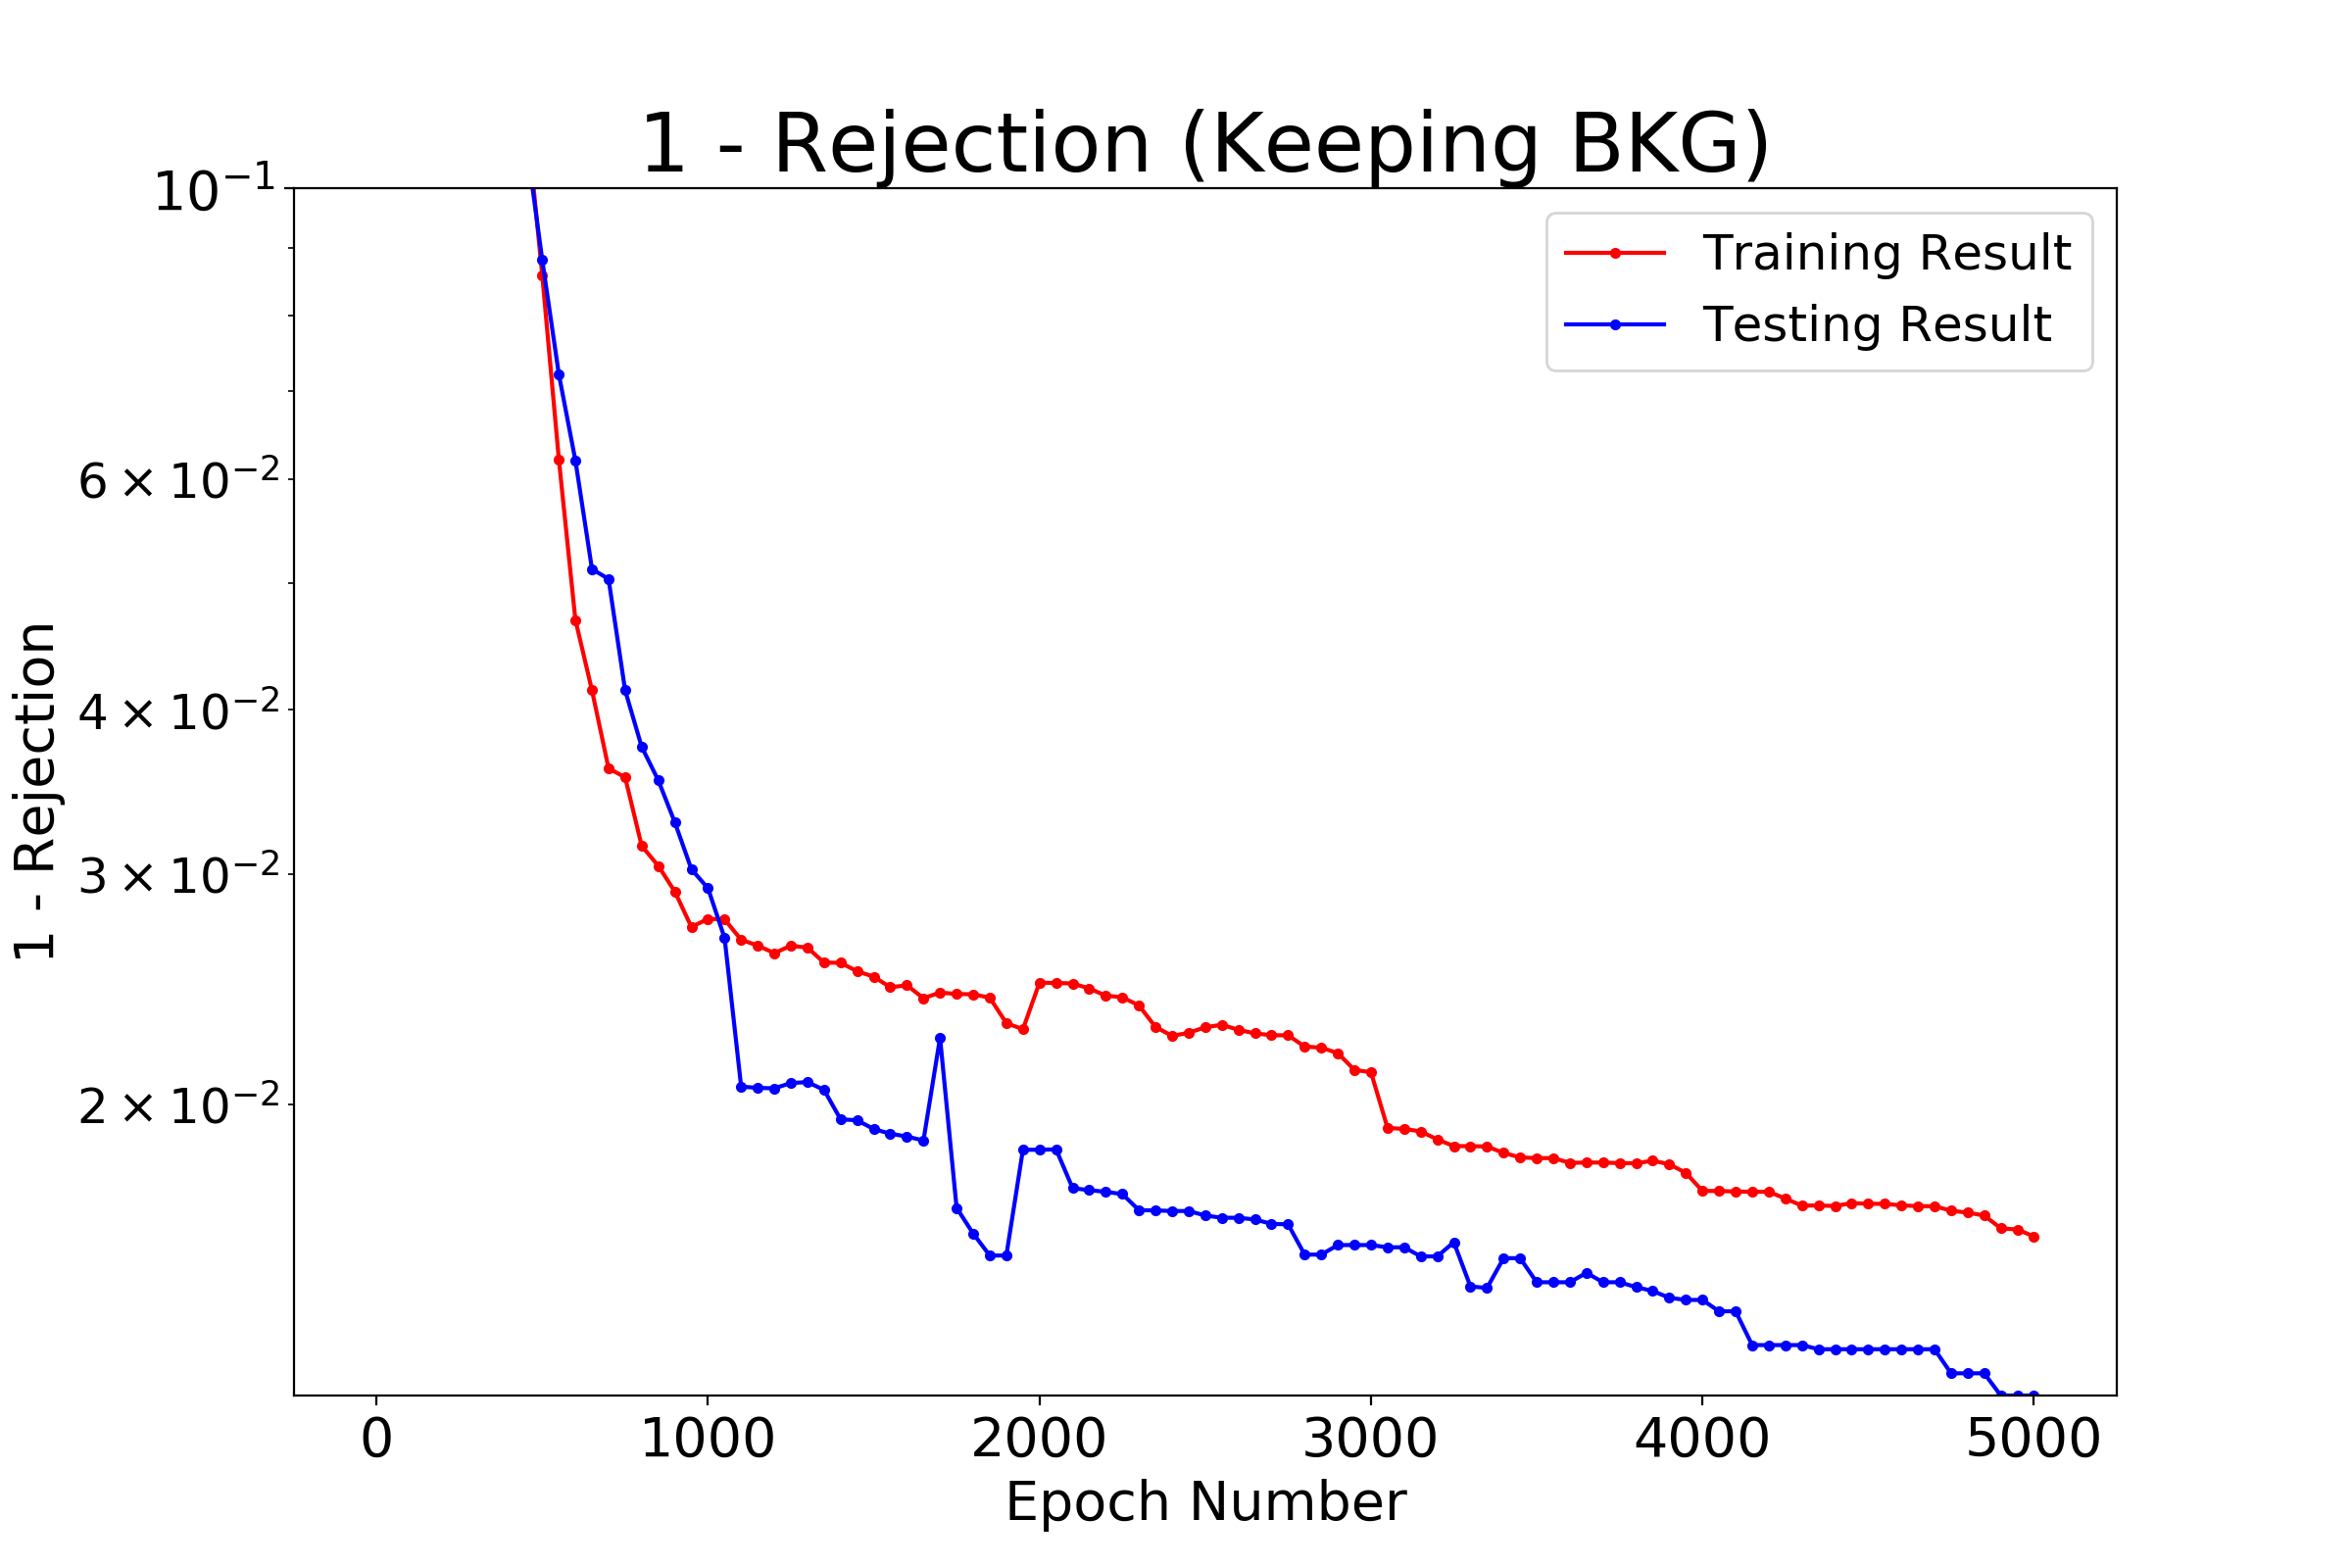 1 - Rejection (Keeping BKG)
10⁻¹
6 × 10⁻²
4 × 10⁻²
3 × 10⁻²
2 × 10⁻²
1 - Rejection
Training Result
Testing Result
0 1000 2000 3000 4000 5000
Epoch Number